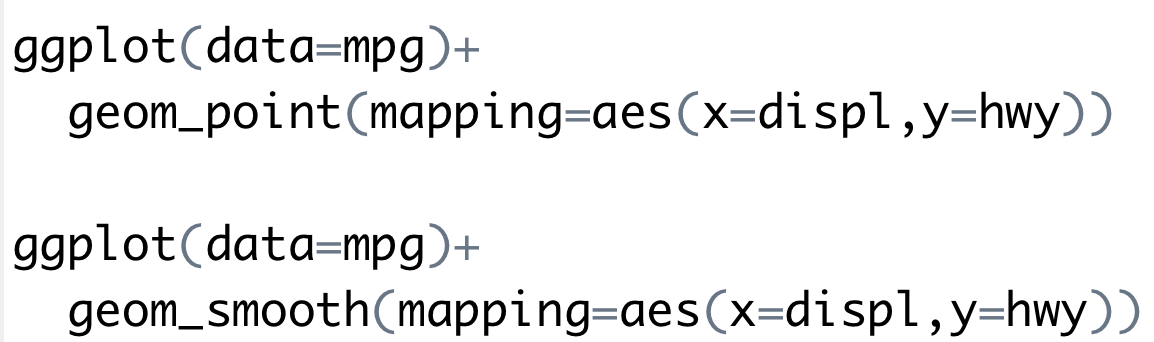 ggplot(data=mpg)+
  geom_point(mapping=aes(x=displ,y=hwy))

ggplot(data=mpg)+
  geom_smooth(mapping=aes(x=displ,y=hwy))